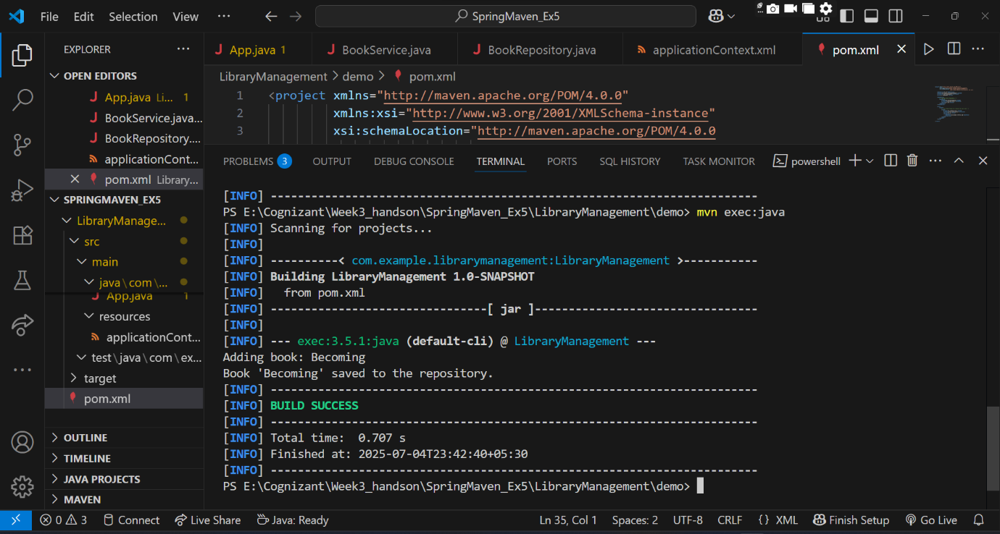 File Edit Selection View ··· SpringMaven_Ex5
EXPLORER ···
OPEN EDITORS
App.java Li... 1
BookService.java...
BookRepository....
applicationCont...
pom.xml Library...
SPRINGMAVEN_EX5
LibraryManage...
src
main
java\com\...
App.java 1
resources
applicationCont...
test\java\com\ex...
target
pom.xml
OUTLINE
TIMELINE
JAVA PROJECTS
MAVEN
App.java 1 BookService.java BookRepository.java applicationContext.xml pom.xml
LibraryManagement > demo > pom.xml
1 <project xmlns="http://maven.apache.org/POM/4.0.0"
2 xmlns:xsi="http://www.w3.org/2001/XMLSchema-instance"
3 xsi:schemaLocation="http://maven.apache.org/POM/4.0.0
PROBLEMS 3 OUTPUT DEBUG CONSOLE TERMINAL PORTS SQL HISTORY TASK MONITOR powershell
[INFO] ------------------------------------------------------------------------
PS E:\Cognizant\Week3_handson\SpringMaven_Ex5\LibraryManagement\demo> mvn exec:java
[INFO] Scanning for projects...
[INFO]
[INFO] ----------< com.example.librarymanagement:LibraryManagement >-----------
[INFO] Building LibraryManagement 1.0-SNAPSHOT
[INFO]   from pom.xml
[INFO] --------------------------------[ jar ]---------------------------------
[INFO]
[INFO] --- exec:3.5.1:java (default-cli) @ LibraryManagement ---
Adding book: Becoming
Book 'Becoming' saved to the repository.
[INFO] ------------------------------------------------------------------------
[INFO] BUILD SUCCESS
[INFO] ------------------------------------------------------------------------
[INFO] Total time:  0.707 s
[INFO] Finished at: 2025-07-04T23:42:40+05:30
[INFO] ------------------------------------------------------------------------
PS E:\Cognizant\Week3_handson\SpringMaven_Ex5\LibraryManagement\demo>
0 3 Connect Live Share Java: Ready Ln 35, Col 1 Spaces: 2 UTF-8 CRLF {} XML Finish Setup Go Live